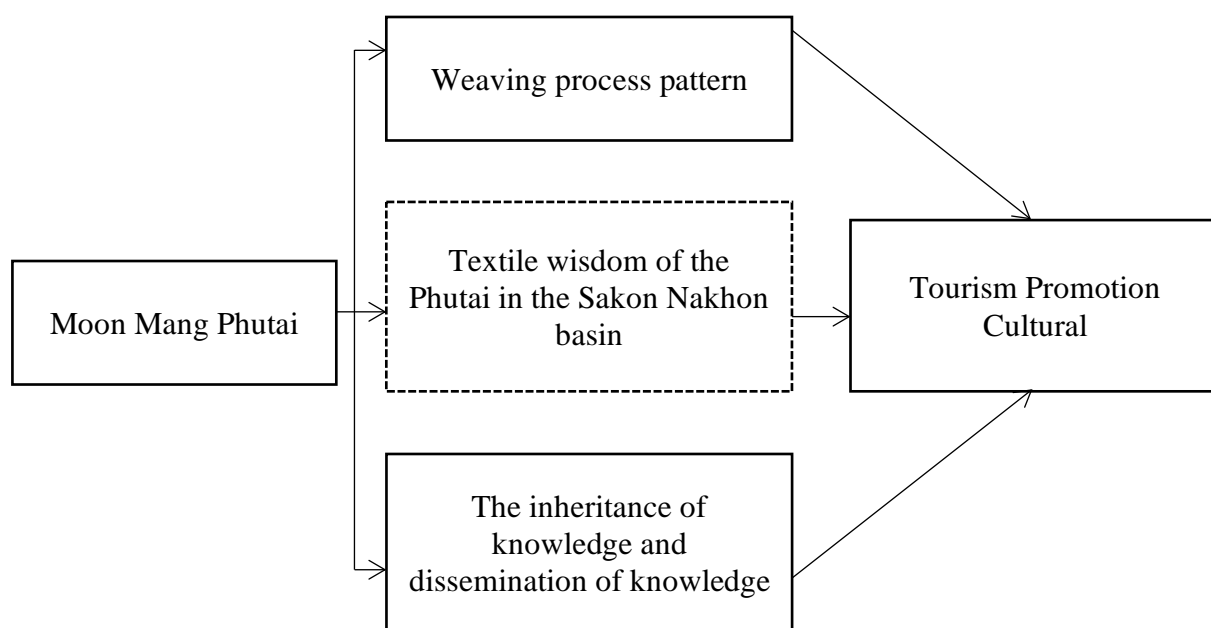 Weaving process pattern
Textile wisdom of the
Phutai in the Sakon Nakhon
basin
Moon Mang Phutai
Tourism Promotion
Cultural
The inheritance of
knowledge and
dissemination of knowledge